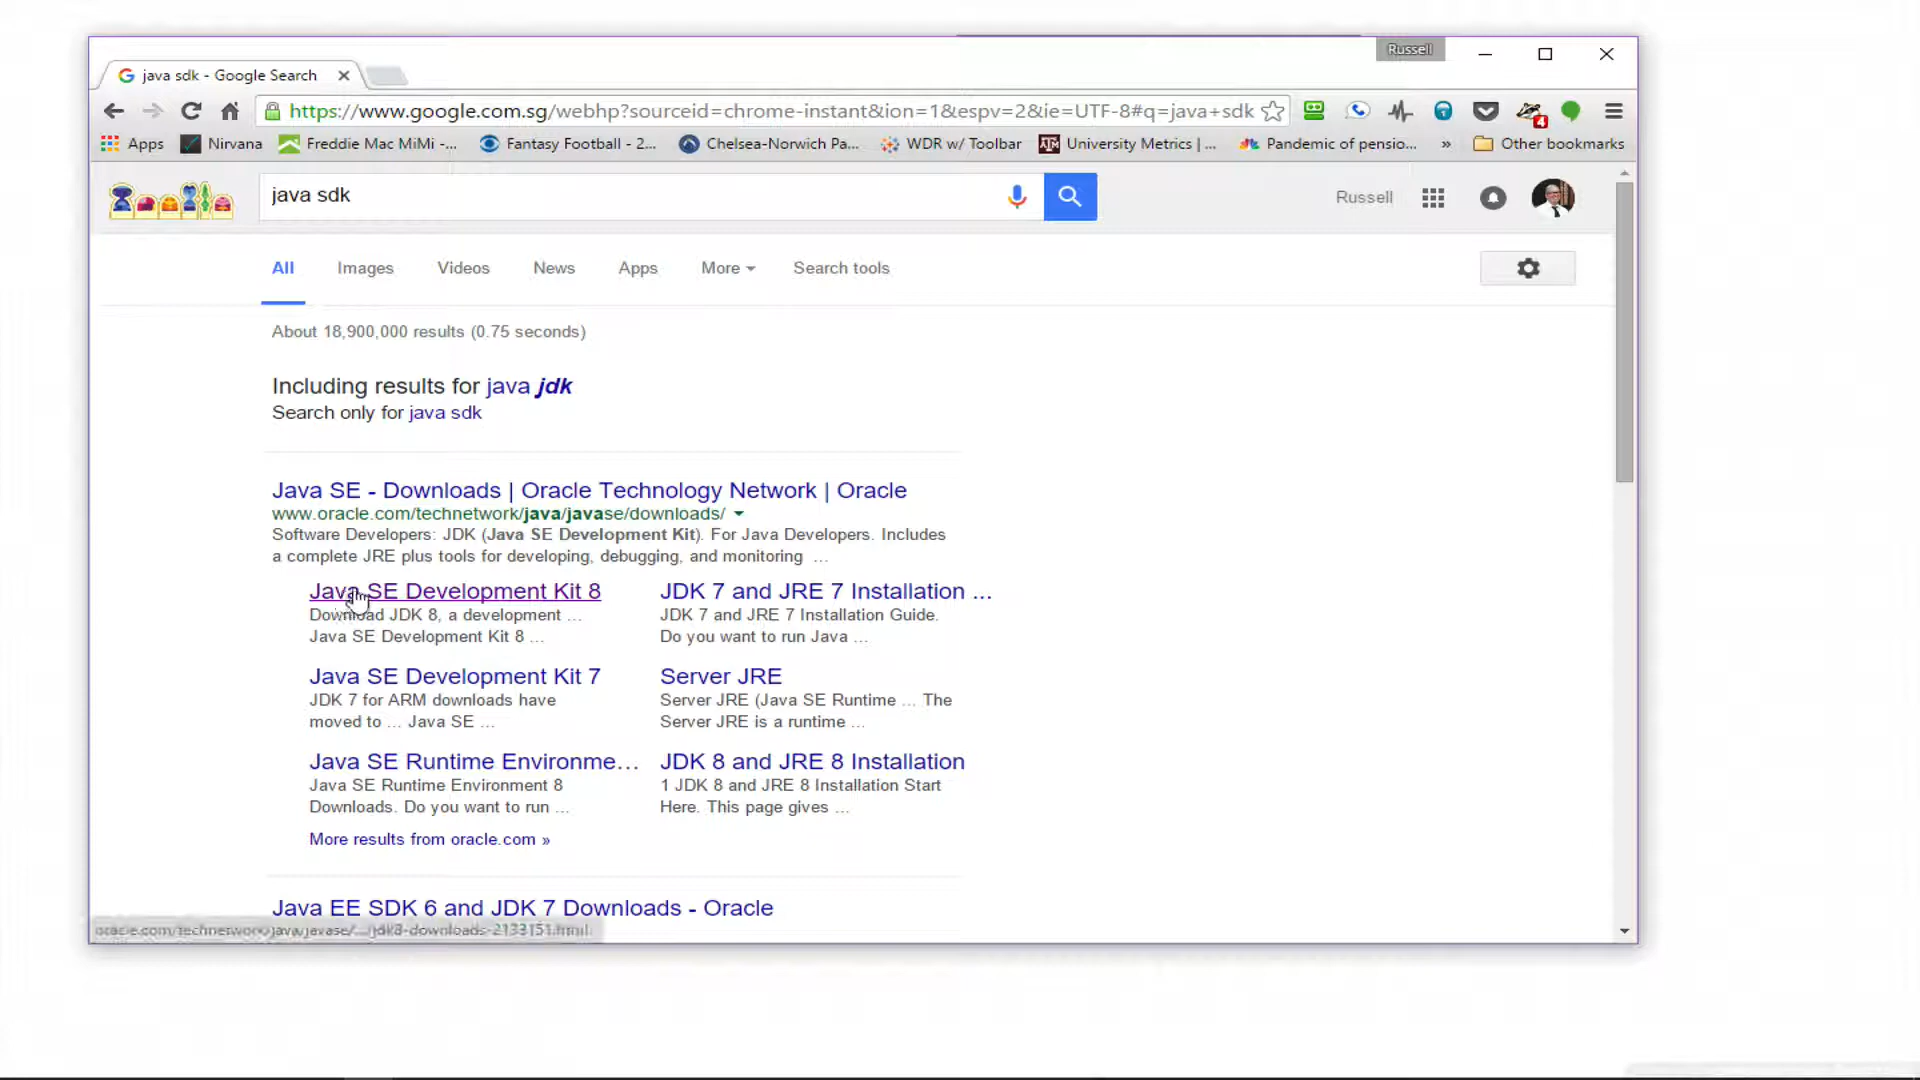 Russell
java sdk - Google Search
https://www.google.com.sg/webhp?sourceid=chrome-instant&ion=1&espv=2&ie=UTF-8#q=java+sdk
4
Apps Nirvana Freddie Mac MiMi -... Fantasy Football - 2... Chelsea-Norwich Pa... WDR w/ Toolbar University Metrics | ... Pandemic of pensio... » Other bookmarks
java sdk
Russell
All Images Videos News Apps More Search tools
About 18,900,000 results (0.75 seconds)
Including results for java jdk
Search only for java sdk
Java SE - Downloads | Oracle Technology Network | Oracle
www.oracle.com/technetwork/java/javase/downloads/
Software Developers: JDK (Java SE Development Kit). For Java Developers. Includes
a complete JRE plus tools for developing, debugging, and monitoring ...
Java SE Development Kit 8
Download JDK 8, a development ...
Java SE Development Kit 8 ...
JDK 7 and JRE 7 Installation ...
JDK 7 and JRE 7 Installation Guide.
Do you want to run Java ...
Java SE Development Kit 7
JDK 7 for ARM downloads have
moved to ... Java SE ...
Server JRE
Server JRE (Java SE Runtime ... The
Server JRE is a runtime ...
Java SE Runtime Environme...
Java SE Runtime Environment 8
Downloads. Do you want to run ...
JDK 8 and JRE 8 Installation
1 JDK 8 and JRE 8 Installation Start
Here. This page gives ...
More results from oracle.com »
Java EE SDK 6 and JDK 7 Downloads - Oracle
oracle.com/technetwork/java/javase/.../jdk8-downloads-2133151.html